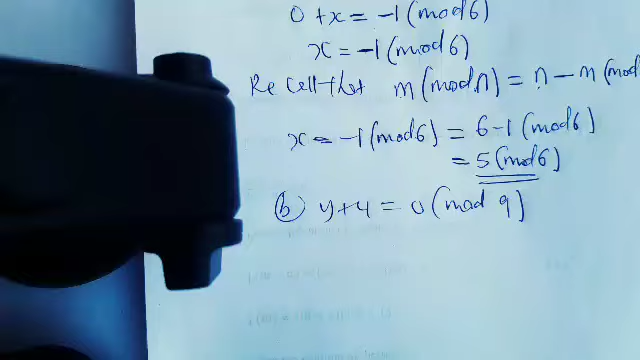 0 + x = -1 (mod 6)
x = -1 (mod 6)
Recell that m (mod n) = n - m (mod
x = -1 (mod 6) = 6-1 (mod 6)
= 5 (mod 6)
(b) y+4 = 0 (mod 9)